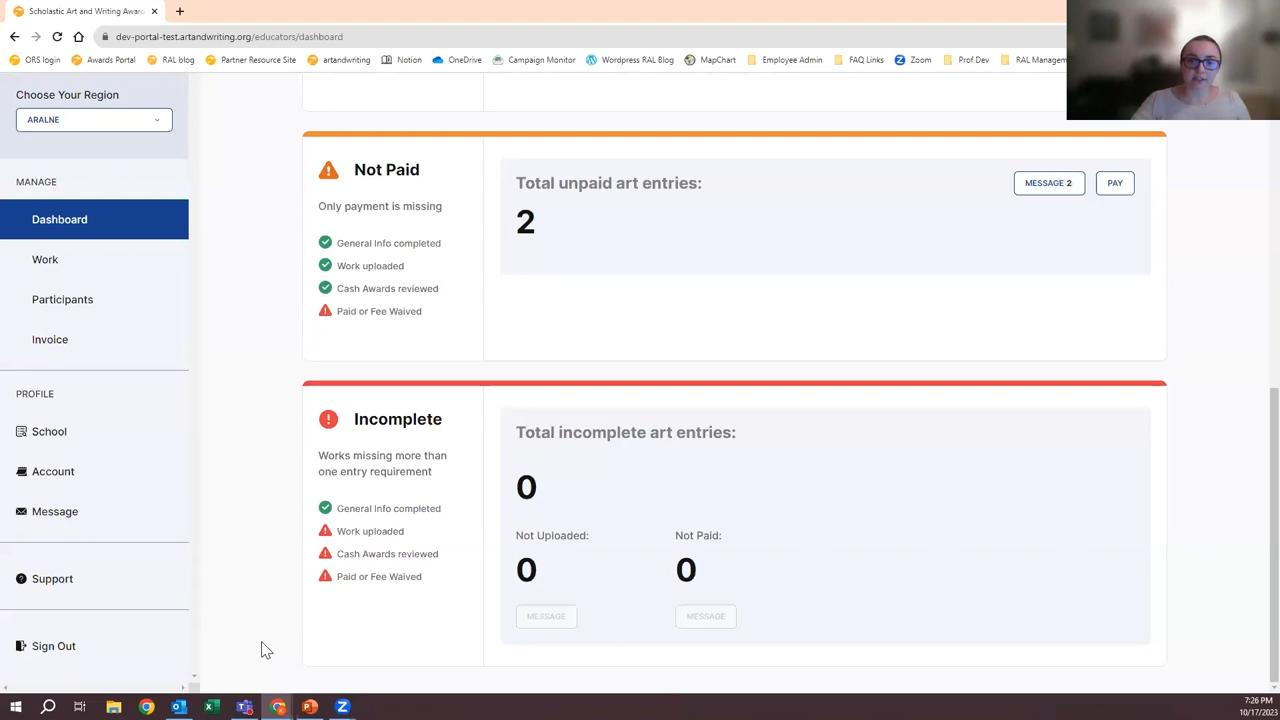 Scholastic Art and Writing Awar
dev-portal-test.artandwriting.org/educators/dashboard
ORS login
Awards Portal
RAL blog
Partner Resource Site
artandwriting
Notion
OneDrive
Campaign Monitor
Wordpress RAL Blog
MapChart
Employee Admin
FAQ Links
Zoom
Prof Dev
RAL Managem
Choose Your Region
ARALNE
MANAGE
Dashboard
Work
Participants
Invoice
PROFILE
School
Account
Message
Support
Sign Out
Not Paid
Only payment is missing
General Info completed
Work uploaded
Cash Awards reviewed
Paid or Fee Waived
Total unpaid art entries:
2
MESSAGE 2
PAY
Incomplete
Works missing more than
one entry requirement
General Info completed
Work uploaded
Cash Awards reviewed
Paid or Fee Waived
Total incomplete art entries:
0
Not Uploaded:
Not Paid:
0
0
MESSAGE
MESSAGE
7:26 PM
10/17/2023